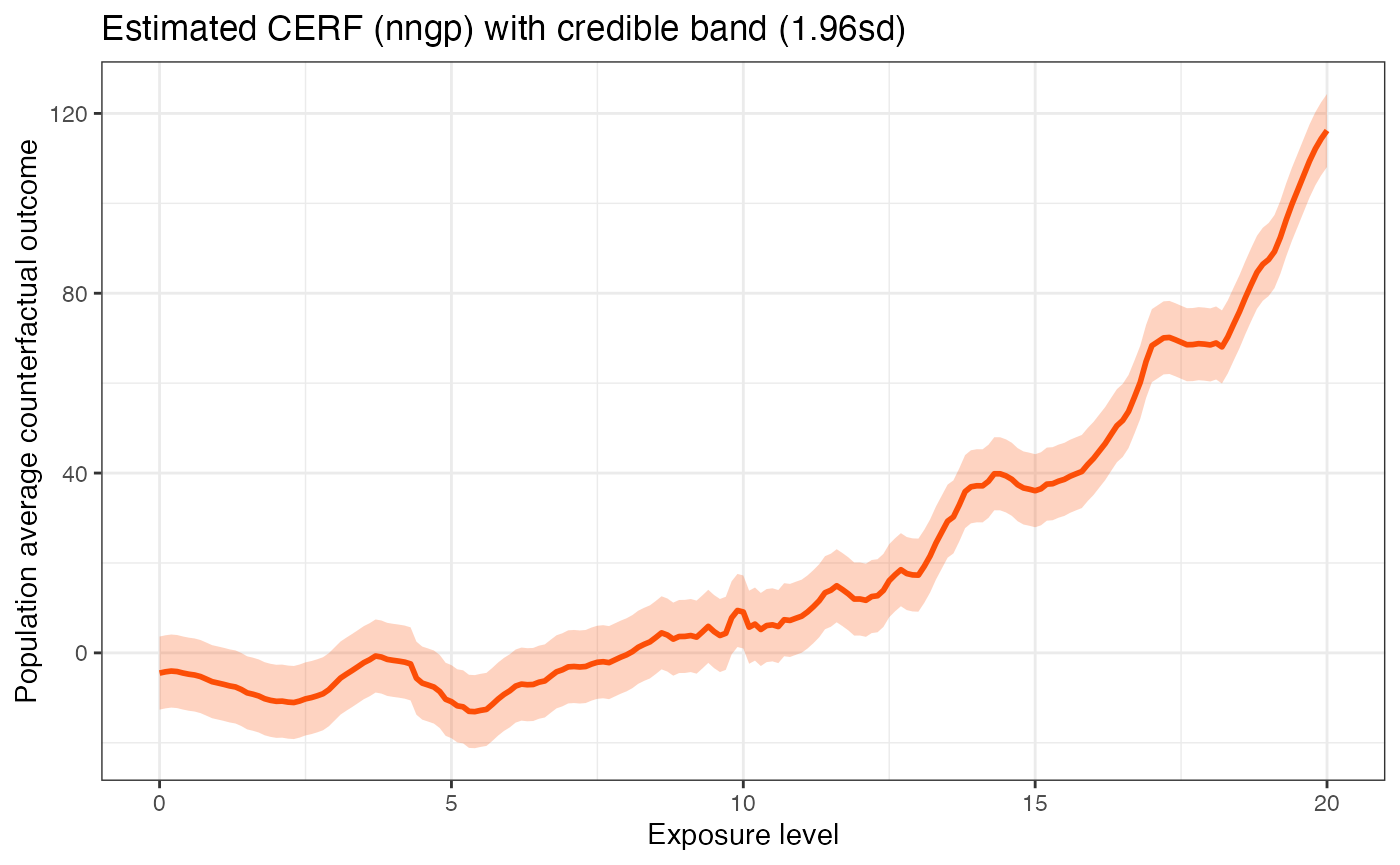 Estimated CERF (nngp) with credible band (1.96sd)
Population average counterfactual outcome
120
80
40
0
0 5 10 15 20
Exposure level